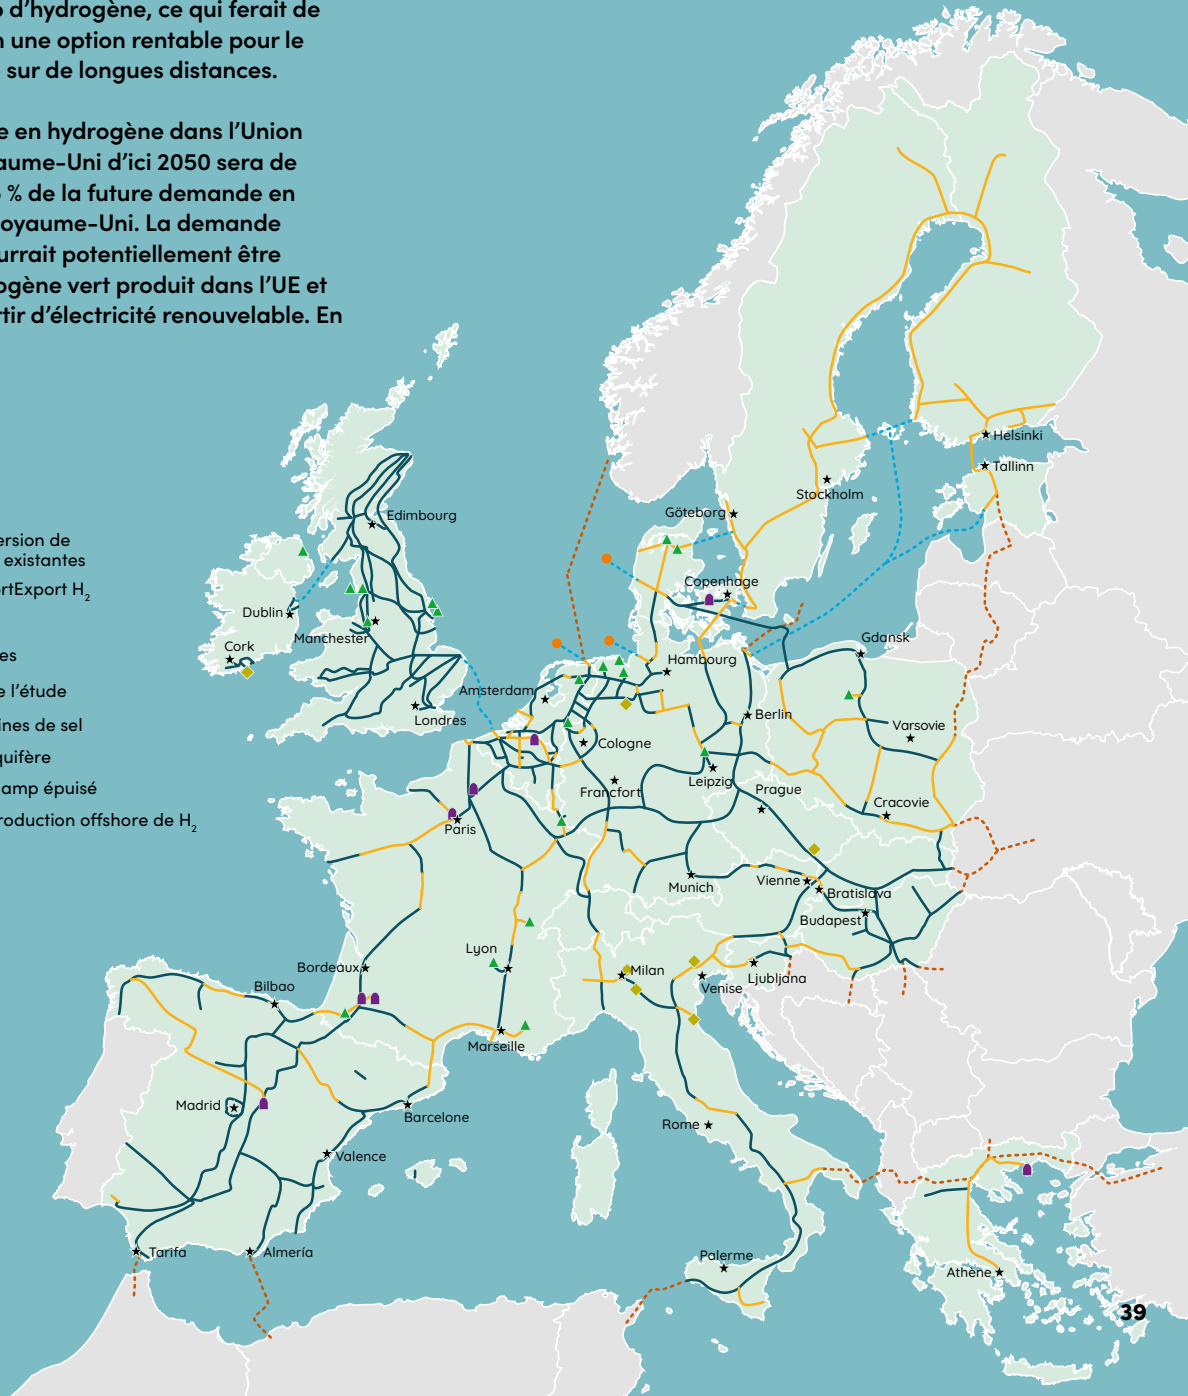 o d’hydrogène, ce qui ferait de
n une option rentable pour le
sur de longues distances.
e en hydrogène dans l’Union
aume-Uni d’ici 2050 sera de
% de la future demande en
oyaume-Uni. La demande
urrait potentiellement être
ogène vert produit dans l’UE et
rtir d’électricité renouvelable. En
ersion de
existantes
rtExport H₂
es
e l’étude
ines de sel
quifère
amp épuisé
roduction offshore de H₂
Helsinki
Tallinn
Stockholm
Göteborg
Edimbourg
Copenhage
Dublin
Manchester
Cork
Gdansk
Hambourg
Amsterdam
Londres
Berlin
Varsovie
Cologne
Leipzig
Francfort
Prague
Cracovie
Paris
Munich
Vienne
Bratislava
Budapest
Lyon
Bordeaux
Milan
Venise
Ljubljana
Bilbao
Marseille
Madrid
Barcelone
Rome
Valence
Tarifa
Almería
Palerme
Athène
39